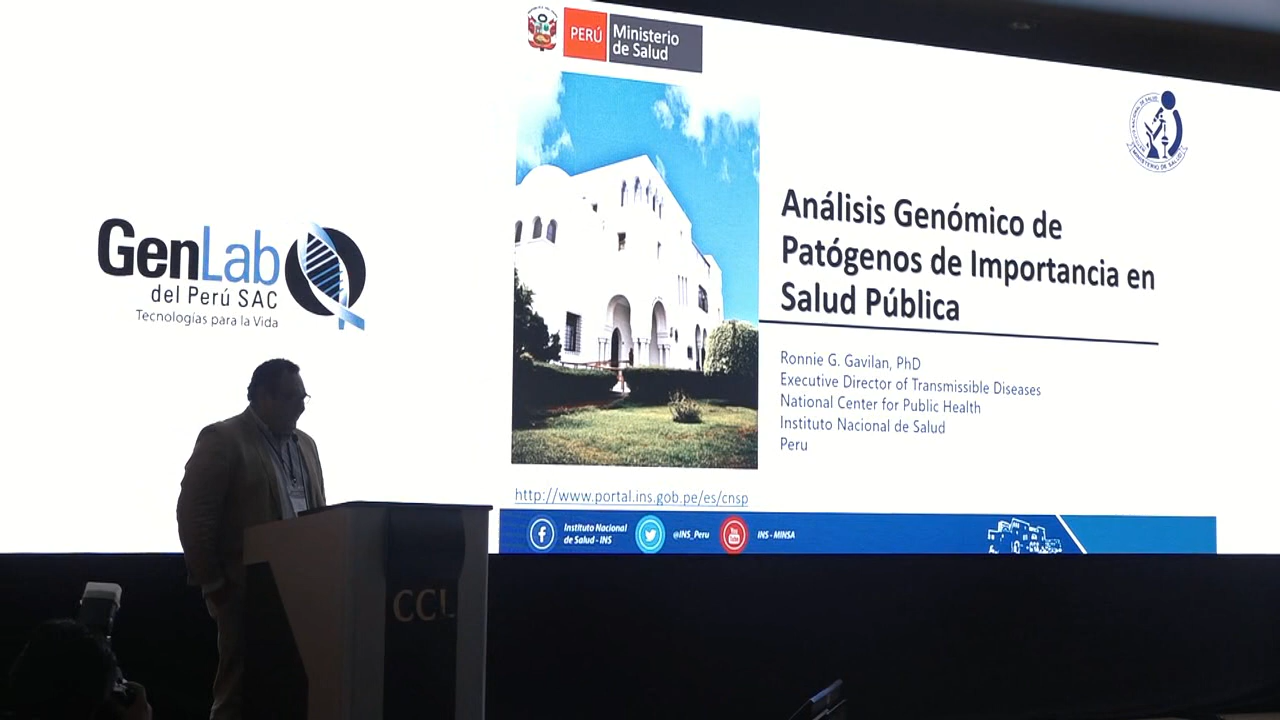 GenLab
del Perú SAC
Tecnologías para la Vida
PERÚ
Ministerio
de Salud
Análisis Genómico de
Patógenos de Importancia en
Salud Pública
Ronnie G. Gavilan, PhD
Executive Director of Transmissible Diseases
National Center for Public Health
Instituto Nacional de Salud
Peru
http://www.portal.ins.gob.pe/es/cnsp
Instituto Nacional
de Salud - INS
@INS_Peru
INS - MINSA
CCL